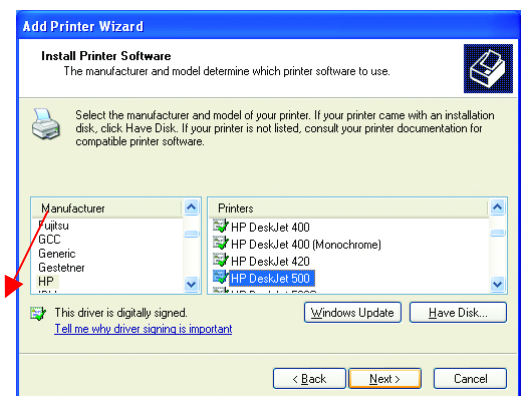 Add Printer Wizard
Install Printer Software
The manufacturer and model determine which printer software to use.
Select the manufacturer and model of your printer. If your printer came with an installation
disk, click Have Disk. If your printer is not listed, consult your printer documentation for
compatible printer software.
Manufacturer
Fujitsu
GCC
Generic
Gestetner
HP
Printers
HP DeskJet 400
HP DeskJet 400 (Monochrome)
HP DeskJet 420
HP DeskJet 500
This driver is digitally signed.
Tell me why driver signing is important
Windows Update
Have Disk...
< Back
Next >
Cancel